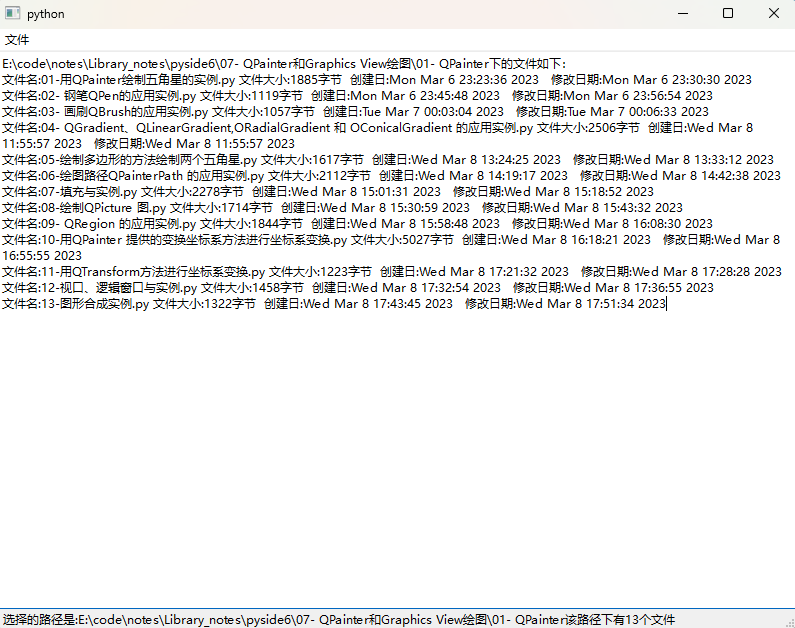 python
文件
E:\code\notes\Library_notes\pyside6\07- QPainter和Graphics View绘图\01- QPainter下的文件如下：
文件名:01-用QPainter绘制五角星的实例.py 文件大小:1885字节 创建日:Mon Mar 6 23:23:36 2023 修改日期:Mon Mar 6 23:30:30 2023
文件名:02- 钢笔QPen的应用实例.py 文件大小:1119字节 创建日:Mon Mar 6 23:45:48 2023 修改日期:Mon Mar 6 23:56:54 2023
文件名:03- 画刷QBrush的应用实例.py 文件大小:1057字节 创建日:Tue Mar 7 00:03:04 2023 修改日期:Tue Mar 7 00:06:33 2023
文件名:04- QGradient、QLinearGradient,ORadialGradient 和 OConicalGradient 的应用实例.py 文件大小:2506字节 创建日:Wed Mar 8
11:55:57 2023 修改日期:Wed Mar 8 11:55:57 2023
文件名:05-绘制多边形的方法绘制两个五角星.py 文件大小:1617字节 创建日:Wed Mar 8 13:24:25 2023 修改日期:Wed Mar 8 13:33:12 2023
文件名:06-绘图路径QPainterPath 的应用实例.py 文件大小:2112字节 创建日:Wed Mar 8 14:19:17 2023 修改日期:Wed Mar 8 14:42:38 2023
文件名:07-填充与实例.py 文件大小:2278字节 创建日:Wed Mar 8 15:01:31 2023 修改日期:Wed Mar 8 15:18:52 2023
文件名:08-绘制QPicture 图.py 文件大小:1714字节 创建日:Wed Mar 8 15:30:59 2023 修改日期:Wed Mar 8 15:43:32 2023
文件名:09- QRegion 的应用实例.py 文件大小:1844字节 创建日:Wed Mar 8 15:58:48 2023 修改日期:Wed Mar 8 16:08:30 2023
文件名:10-用QPainter 提供的变换坐标系方法进行坐标系变换.py 文件大小:5027字节 创建日:Wed Mar 8 16:18:21 2023 修改日期:Wed Mar 8
16:55:55 2023
文件名:11-用QTransform方法进行坐标系变换.py 文件大小:1223字节 创建日:Wed Mar 8 17:21:32 2023 修改日期:Wed Mar 8 17:28:28 2023
文件名:12-视口、逻辑窗口与实例.py 文件大小:1458字节 创建日:Wed Mar 8 17:32:54 2023 修改日期:Wed Mar 8 17:36:55 2023
文件名:13-图形合成实例.py 文件大小:1322字节 创建日:Wed Mar 8 17:43:45 2023 修改日期:Wed Mar 8 17:51:34 2023
选择的路径是:E:\code\notes\Library_notes\pyside6\07- QPainter和Graphics View绘图\01- QPainter该路径下有13个文件